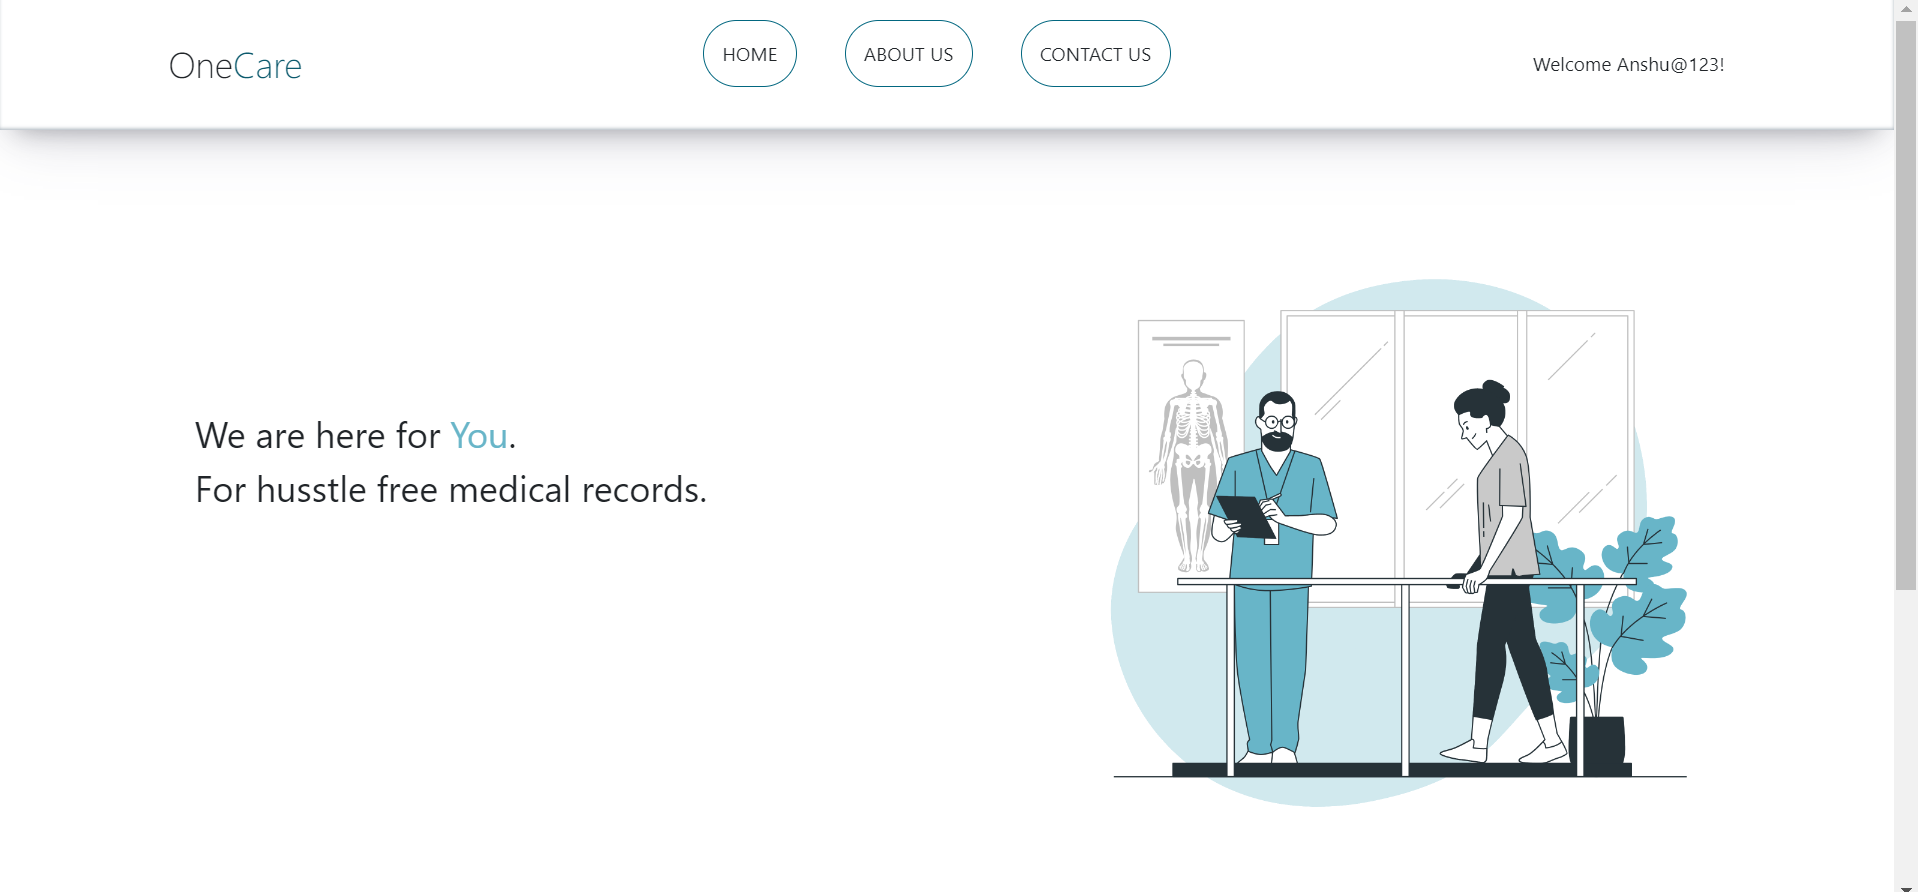 OneCare
HOME
ABOUT US
CONTACT US
Welcome Anshu@123!
We are here for You.
For husstle free medical records.